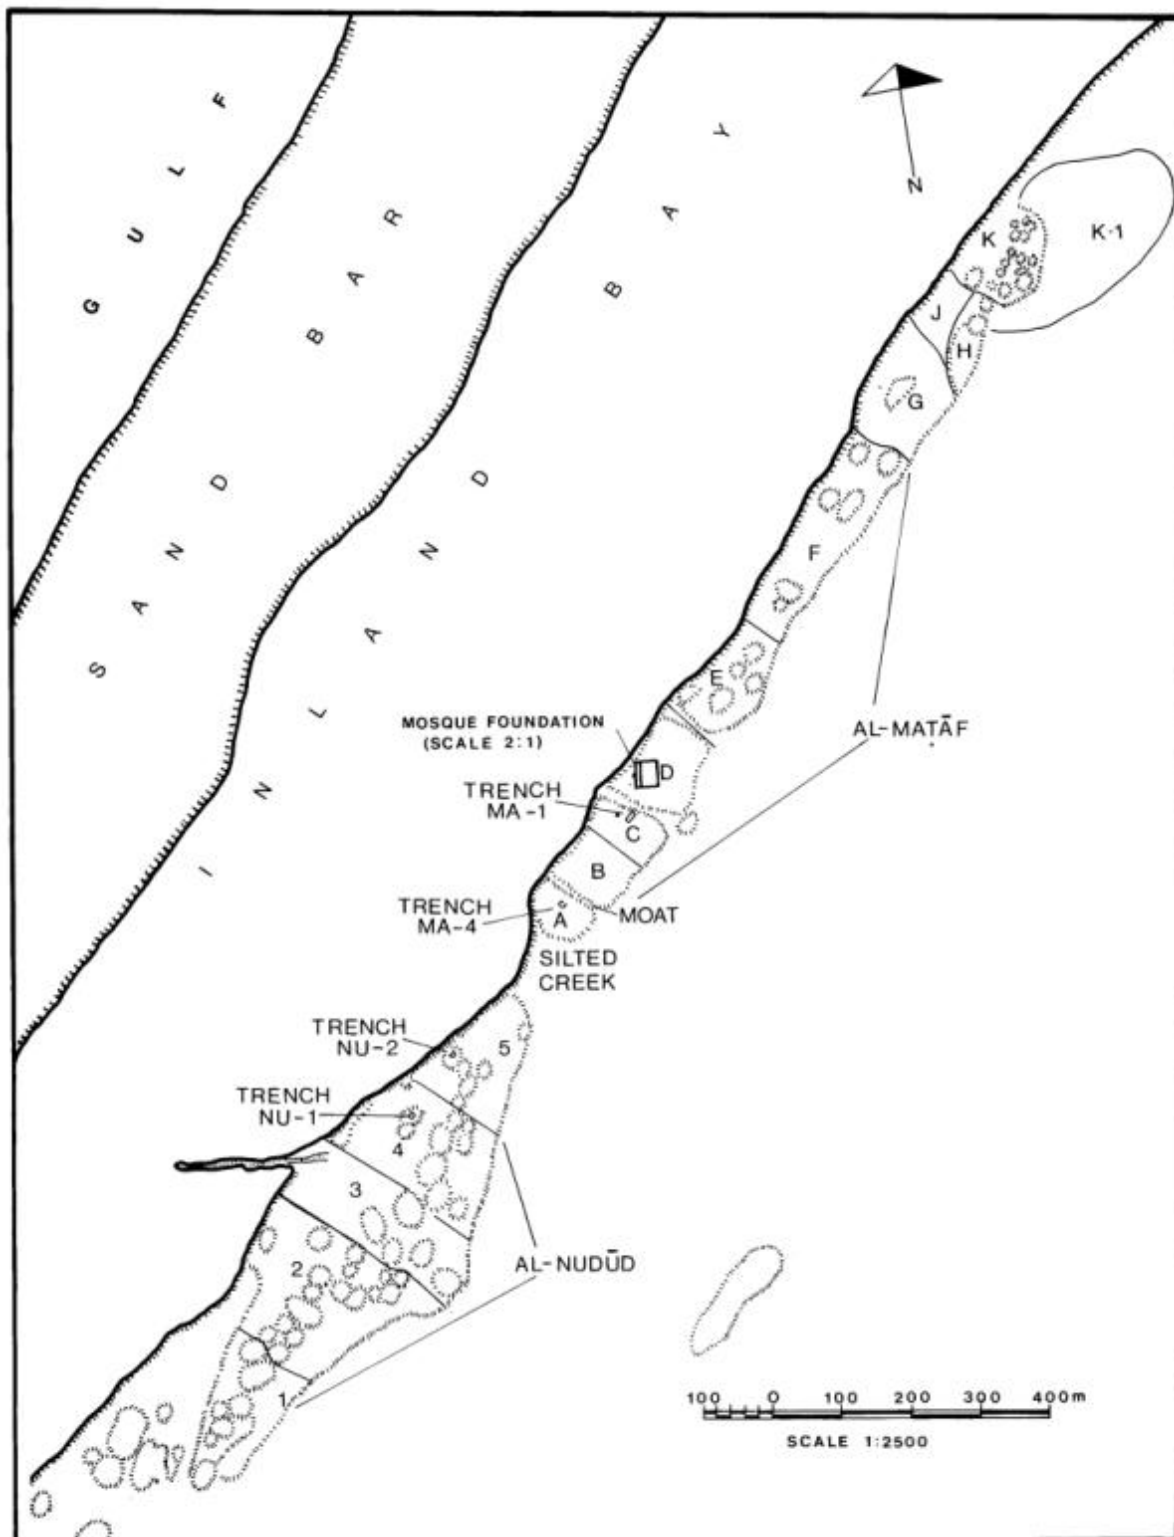 GULF
SAND BAR
INLAND BAY
N
K
K-1
J
H
G
F
E
AL-MAṬĀF
MOSQUE FOUNDATION
(SCALE 2:1)
D
TRENCH
MA-1
C
B
TRENCH
MA-4
A
MOAT
SILTED
CREEK
TRENCH
NU-2
5
TRENCH
NU-1
4
3
AL-NUDŪD
2
1
100 0 100 200 300 400m
SCALE 1:2500